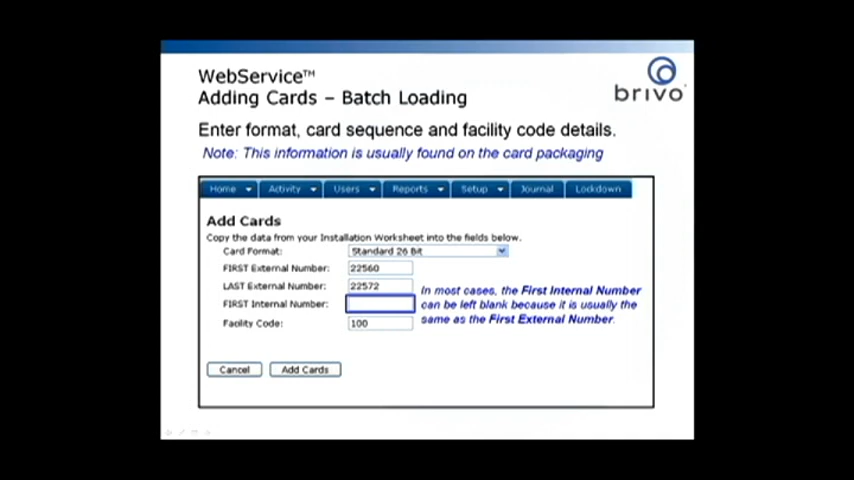 WebService™
Adding Cards – Batch Loading
brivo
Enter format, card sequence and facility code details.
Note: This information is usually found on the card packaging
Home Activity Users Reports Setup Journal Lockdown
Add Cards
Copy the data from your Installation Worksheet into the fields below.
Card Format: Standard 26 Bit
FIRST External Number: 22560
LAST External Number: 22572
FIRST Internal Number:
Facility Code: 100
In most cases, the First Internal Number
can be left blank because it is usually the
same as the First External Number.
Cancel Add Cards